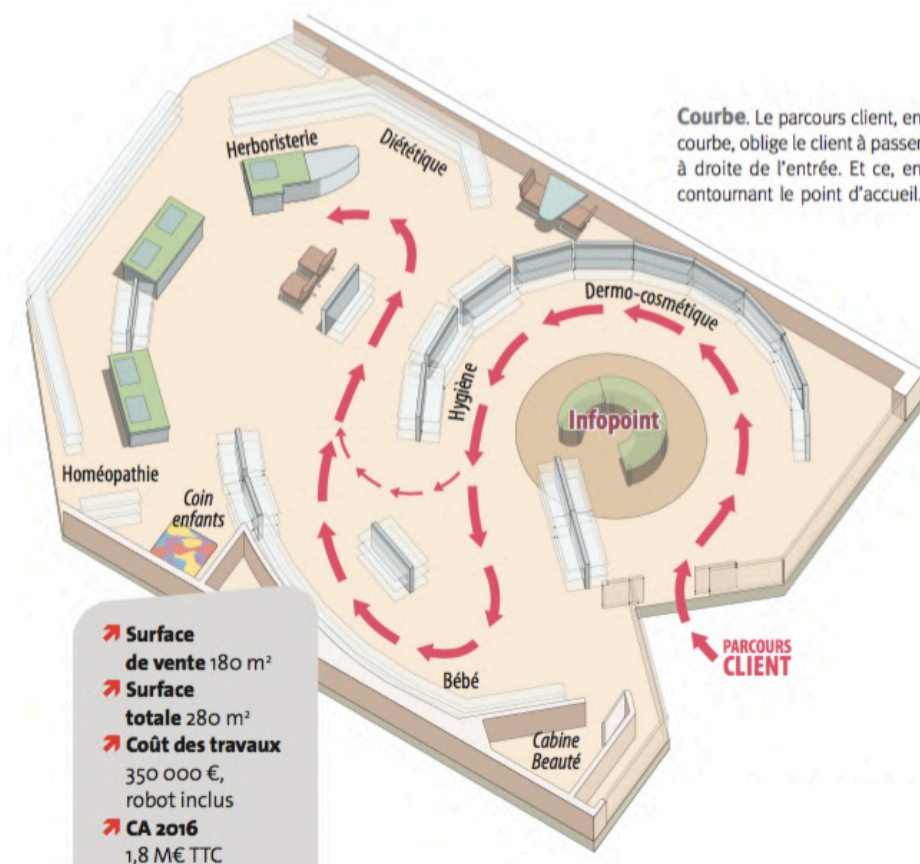 Courbe. Le parcours client, en
courbe, oblige le client à passer
à droite de l'entrée. Et ce, en
contournant le point d'accueil.
Herboristerie
Diététique
Dermo-cosmétique
Hygiène
Infopoint
Homéopathie
Coin
enfants
PARCOURS
CLIENT
Bébé
Cabine
Beauté
Surface
de vente 180 m²
Surface
totale 280 m²
Coût des travaux
350 000 €,
robot inclus
CA 2016
1,8 M€ TTC